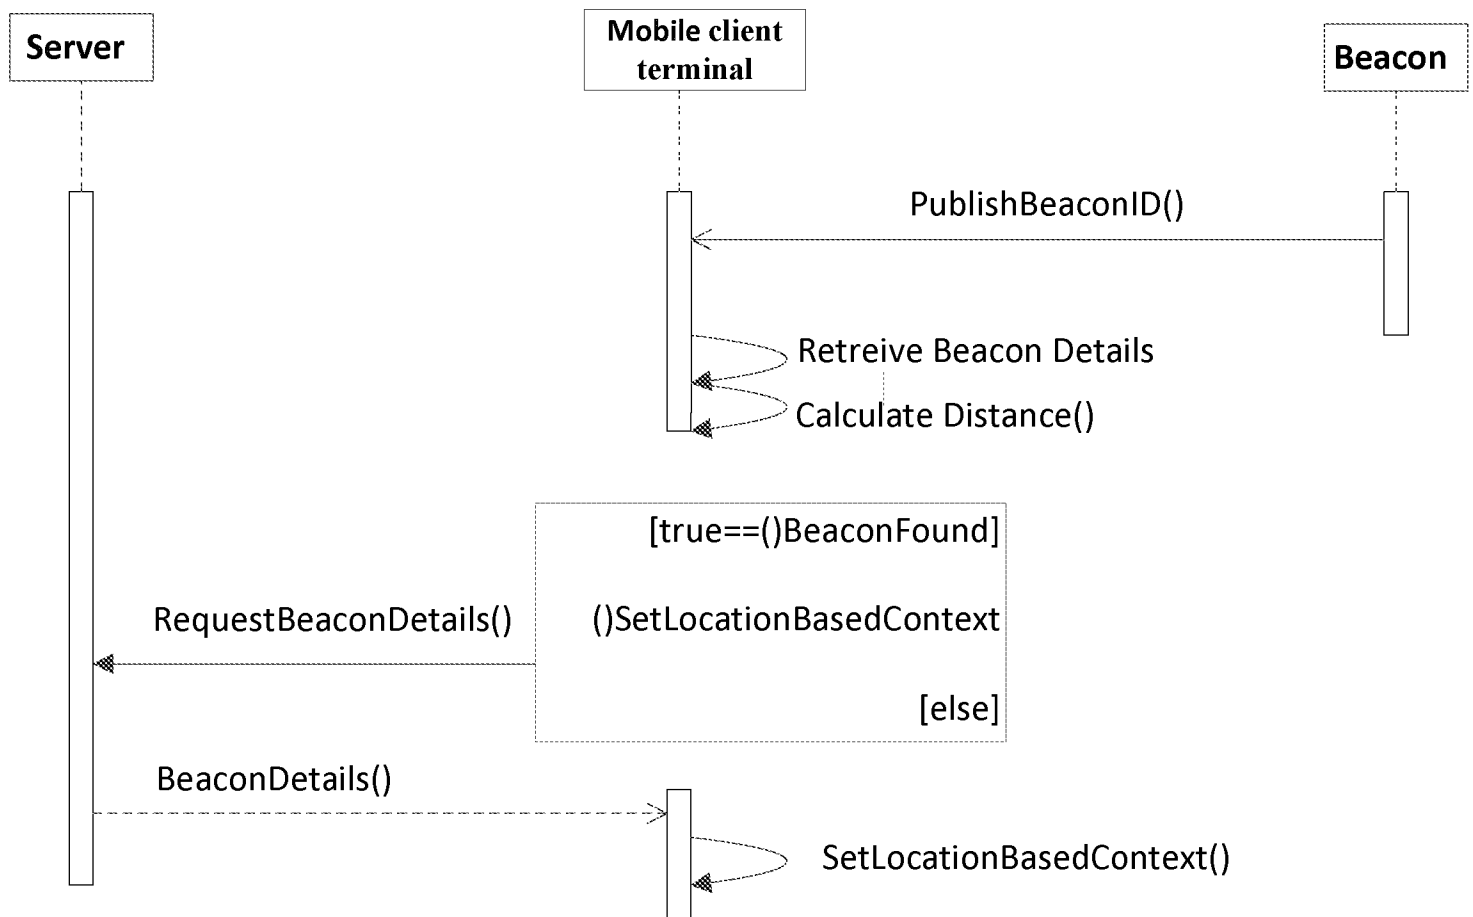 Server
Mobile client
terminal
Beacon
PublishBeaconID()
Retreive Beacon Details
Calculate Distance()
[true==()BeaconFound]
RequestBeaconDetails()
()SetLocationBasedContext
[else]
BeaconDetails()
SetLocationBasedContext()